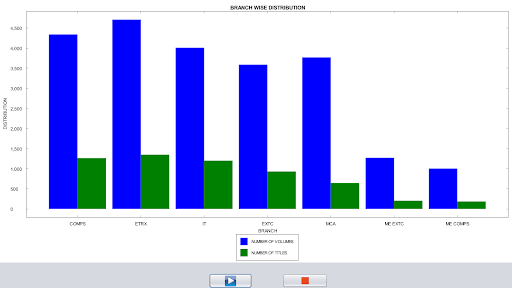 BRANCH WISE DISTRIBUTION
DISTRIBUTION
4,500
4,000
3,500
3,000
2,500
2,000
1,500
1,000
500
0
COMPS ETRX IT EXTC MCA ME EXTC ME COMPS
BRANCH
NUMBER OF VOLUMES
NUMBER OF TITLES